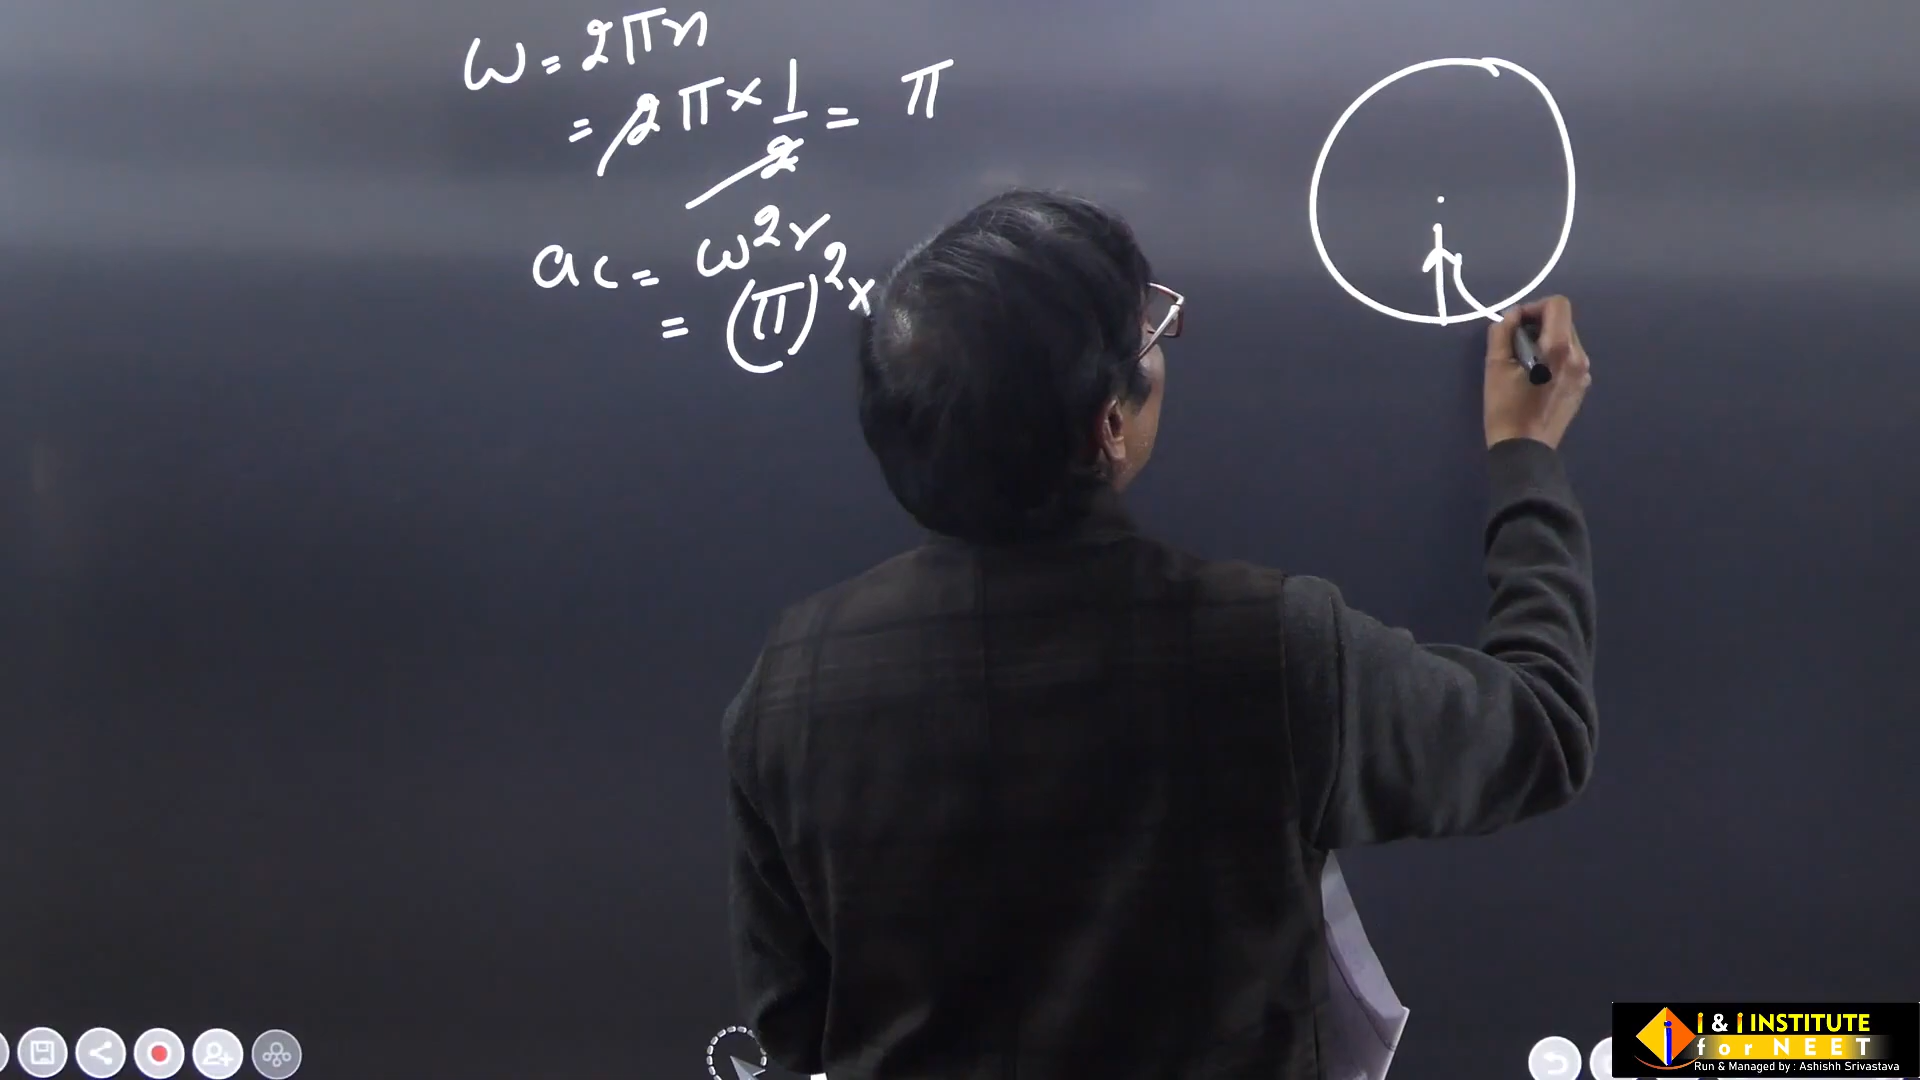 ω = 2πn
= 2π × 1/2 = π
ac = ω²r
= (π)² ×
i & i INSTITUTE
for NEET
Run & Managed by : Ashishh Srivastava